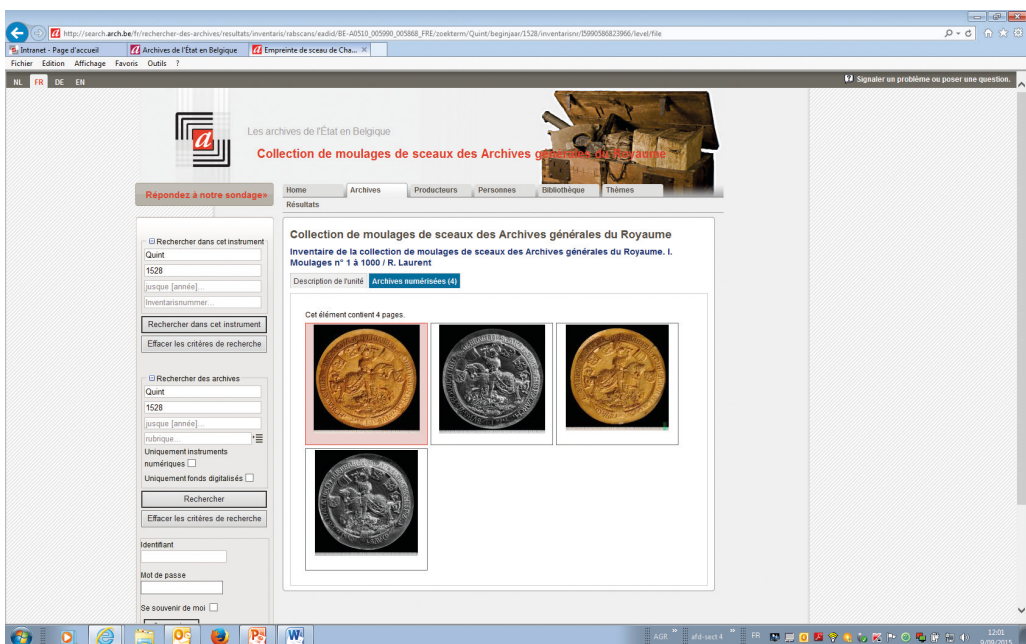 http://search.arch.be/fr/rechercher-des-archives/resultats/inventaris/rabscans/eadid/BE-A0510_005990_005868_FRE/zoekterm/Quint/beginjaar/1528/inventarisnr/I5990586823966/level/file
Intranet - Page d'accueil
Archives de l'État en Belgique
Empreinte de sceau de Cha...
Fichier Edition Affichage Favoris Outils ?
NL FR DE EN
Signaler un problème ou poser une question.
Les archives de l'État en Belgique
Collection de moulages de sceaux des Archives générales du Royaume
Répondez à notre sondage»
Home Archives Producteurs Personnes Bibliothèque Thèmes
Résultats
Rechercher dans cet instrument
Quint
1528
jusque [année]...
Inventarisnummer...
Rechercher dans cet instrument
Effacer les critères de recherche
Rechercher des archives
Quint
1528
jusque [année]...
rubrique...
Uniquement instruments
numériques
Uniquement fonds digitalisés
Rechercher
Effacer les critères de recherche
Identifiant
Mot de passe
Se souvenir de moi
Collection de moulages de sceaux des Archives générales du Royaume
Inventaire de la collection de moulages de sceaux des Archives générales du Royaume. I.
Moulages n° 1 à 1000 / R. Laurent
Description de l'unité Archives numérisées (4)
Cet élément contient 4 pages.
AGR » afd-sect 4 » FR
12:01
9/09/2015